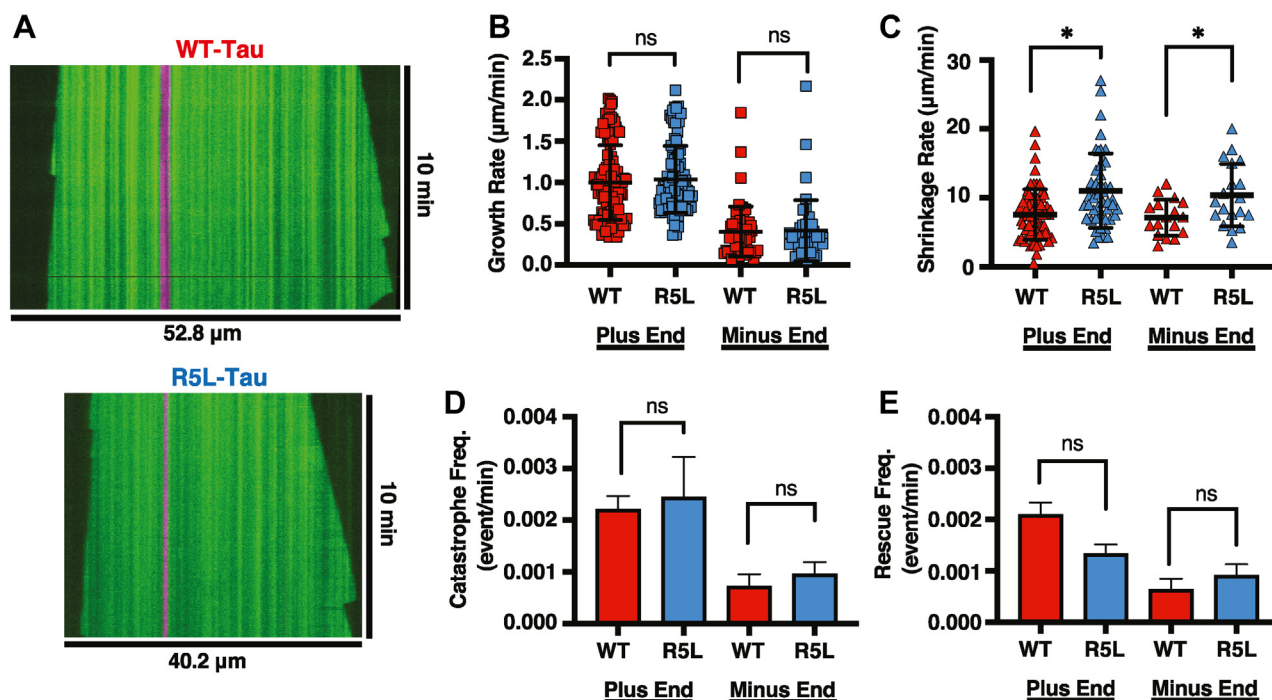 A
WT-Tau
10 min
52.8 µm
R5L-Tau
10 min
40.2 µm
B
ns
ns
Growth Rate (µm/min)
2.5
2.0
1.5
1.0
0.5
0.0
WT
R5L
WT
R5L
Plus End
Minus End
C
*
*
Shrinkage Rate (µm/min)
30
20
10
0
WT
R5L
WT
R5L
Plus End
Minus End
D
ns
ns
Catastrophe Freq.
(event/min)
0.004
0.003
0.002
0.001
0.000
WT
R5L
WT
R5L
Plus End
Minus End
E
ns
ns
Rescue Freq.
(event/min)
0.004
0.003
0.002
0.001
0.000
WT
R5L
WT
R5L
Plus End
Minus End